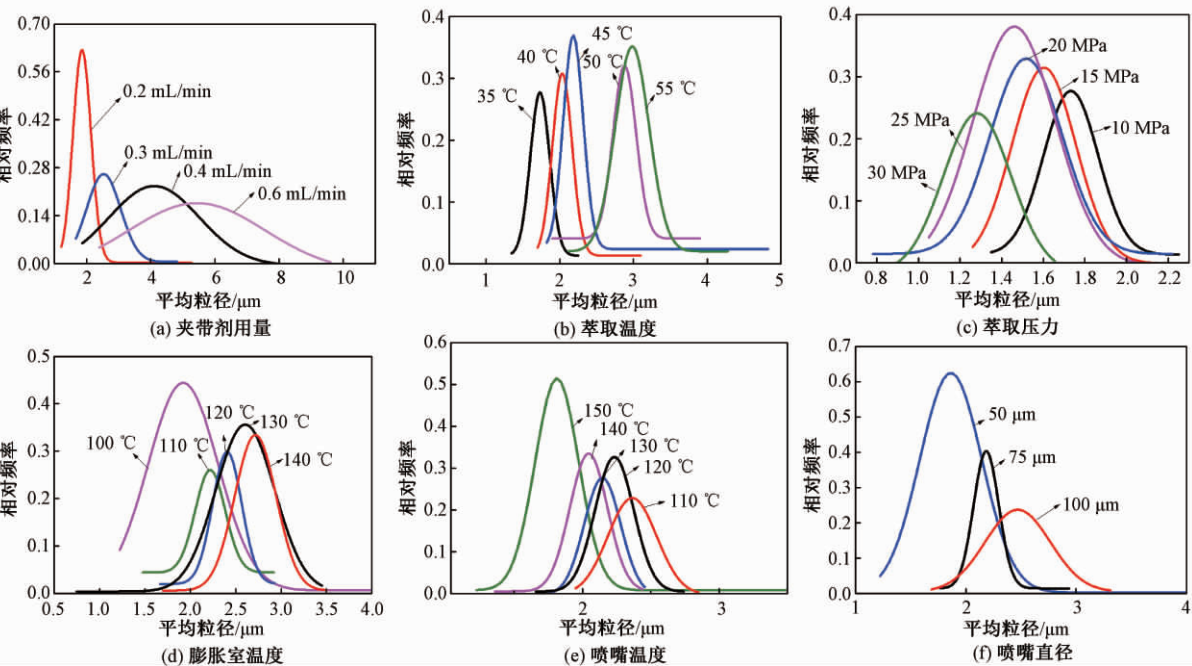 0.70
0.56
0.42
0.28
0.14
0.00
相对频率
0.2 mL/min
0.3 mL/min
0.4 mL/min
0.6 mL/min
2 4 6 8 10
平均粒径/μm
(a) 夹带剂用量
0.4
0.3
0.2
0.1
0.0
相对频率
35 ℃
40 ℃
45 ℃
50 ℃
55 ℃
1 2 3 4 5
平均粒径/μm
(b) 萃取温度
0.4
0.3
0.2
0.1
0.0
相对频率
20 MPa
15 MPa
10 MPa
25 MPa
30 MPa
0.8 1.0 1.2 1.4 1.6 1.8 2.0 2.2
平均粒径/μm
(c) 萃取压力
0.5
0.4
0.3
0.2
0.1
0.0
相对频率
100 ℃
110 ℃
120 ℃
130 ℃
140 ℃
0.5 1.0 1.5 2.0 2.5 3.0 3.5 4.0
平均粒径/μm
(d) 膨胀室温度
0.6
0.5
0.4
0.3
0.2
0.1
0.0
相对频率
150 ℃
140 ℃
130 ℃
120 ℃
110 ℃
2 3
平均粒径/μm
(e) 喷嘴温度
0.7
0.6
0.5
0.4
0.3
0.2
0.1
0.0
相对频率
50 μm
75 μm
100 μm
1 2 3 4
平均粒径/μm
(f) 喷嘴直径